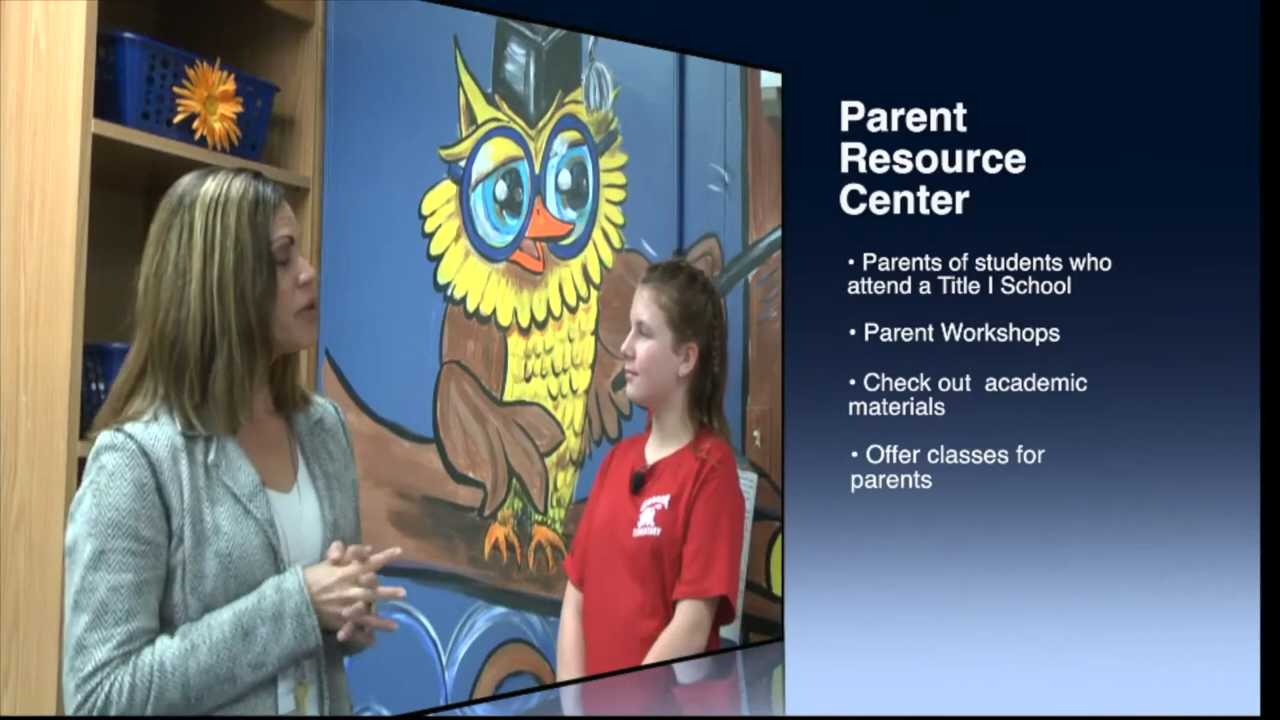 Parent
Resource
Center
• Parents of students who
attend a Title I School
• Parent Workshops
• Check out  academic
materials
• Offer classes for
parents
ELEMENTARY